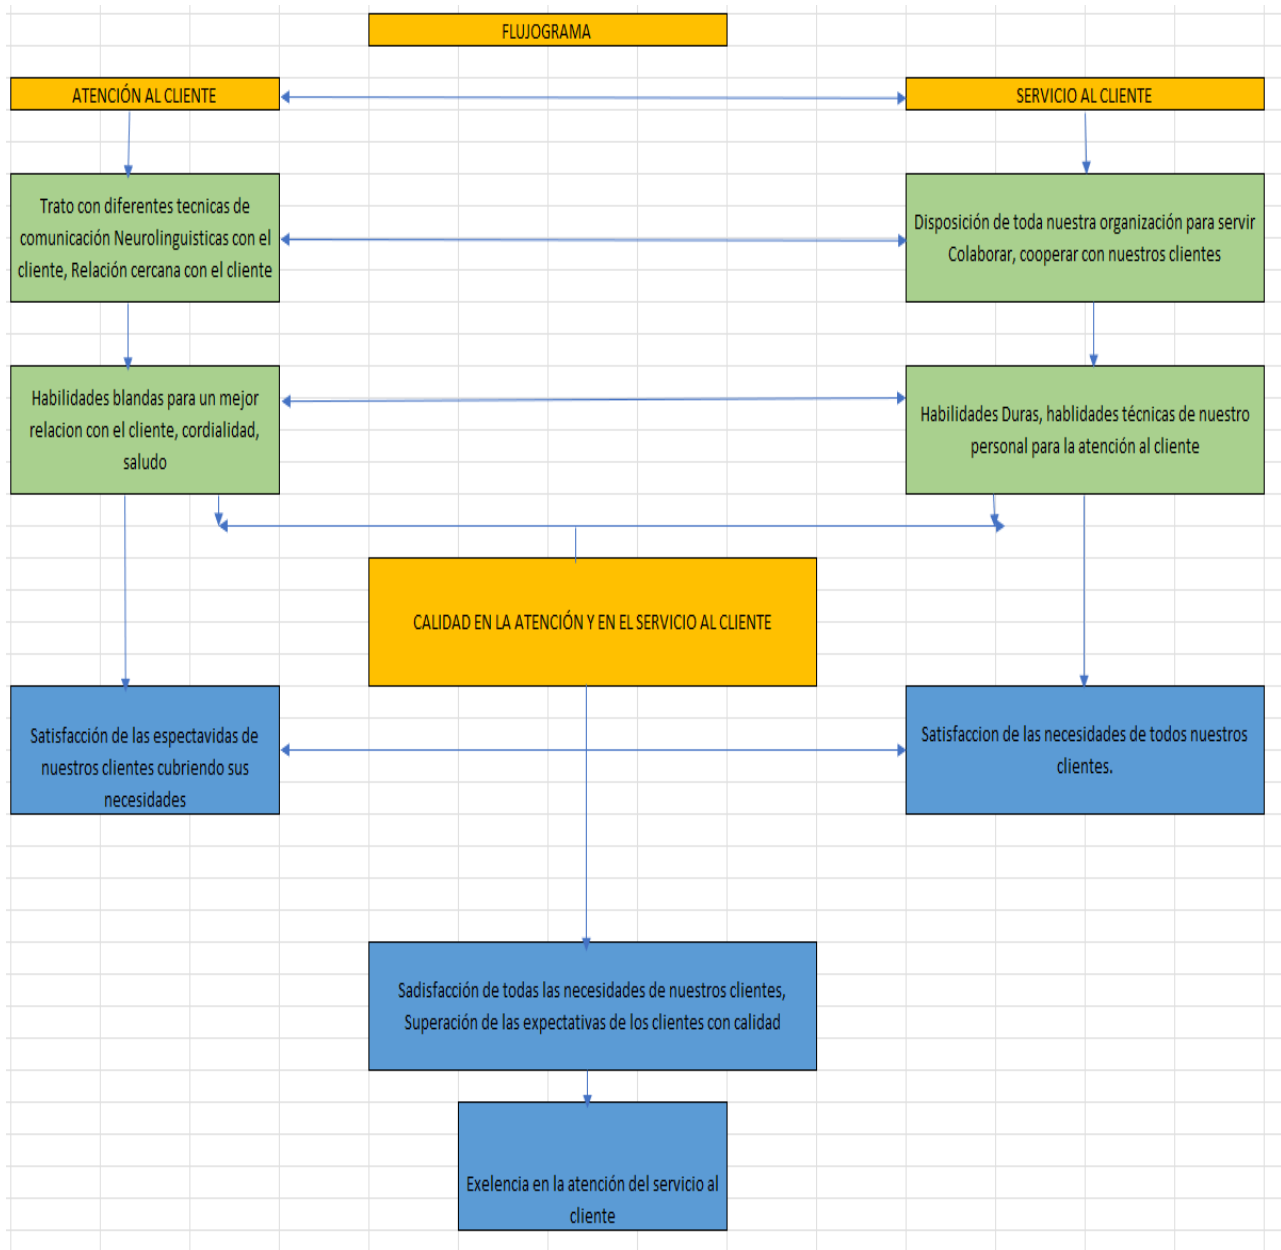 FLUJOGRAMA
ATENCIÓN AL CLIENTE
SERVICIO AL CLIENTE
Trato con diferentes tecnicas de
comunicación Neurolinguisticas con el
cliente, Relación cercana con el cliente
Disposición de toda nuestra organización para servir
Colaborar, cooperar con nuestros clientes
Habilidades blandas para un mejor
relacion con el cliente, cordialidad,
saludo
Habilidades Duras, hablidades técnicas de nuestro
personal para la atención al cliente
CALIDAD EN LA ATENCIÓN Y EN EL SERVICIO AL CLIENTE
Satisfacción de las espectavidas de
nuestros clientes cubriendo sus
necesidades
Satisfaccion de las necesidades de todos nuestros
clientes.
Sadisfacción de todas las necesidades de nuestros clientes,
Superación de las expectativas de los clientes con calidad
Exelencia en la atención del servicio al
cliente